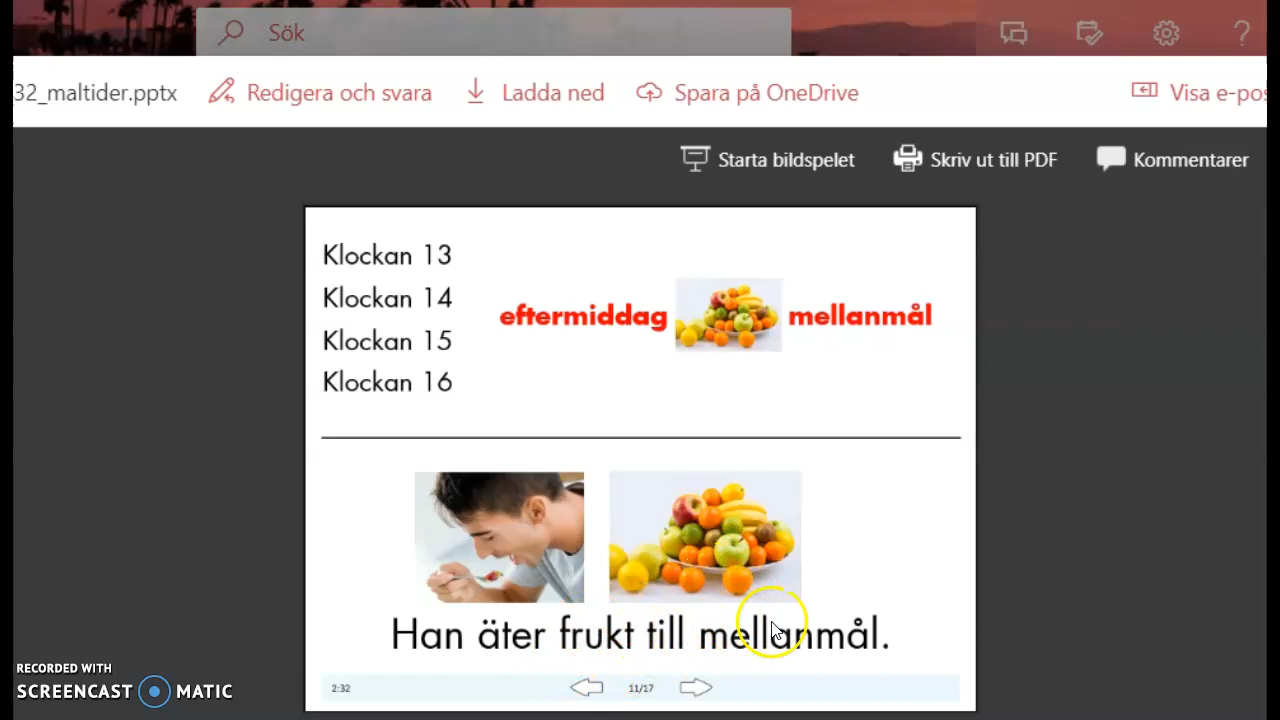 Sök
32_maltider.pptx Redigera och svara Ladda ned Spara på OneDrive Visa e-pos
Starta bildspelet Skriv ut till PDF Kommentarer
Klockan 13
Klockan 14
eftermiddag mellanmål
Klockan 15
Klockan 16
Han äter frukt till mellanmål.
2:32 11/17
RECORDED WITH
SCREENCAST MATIC